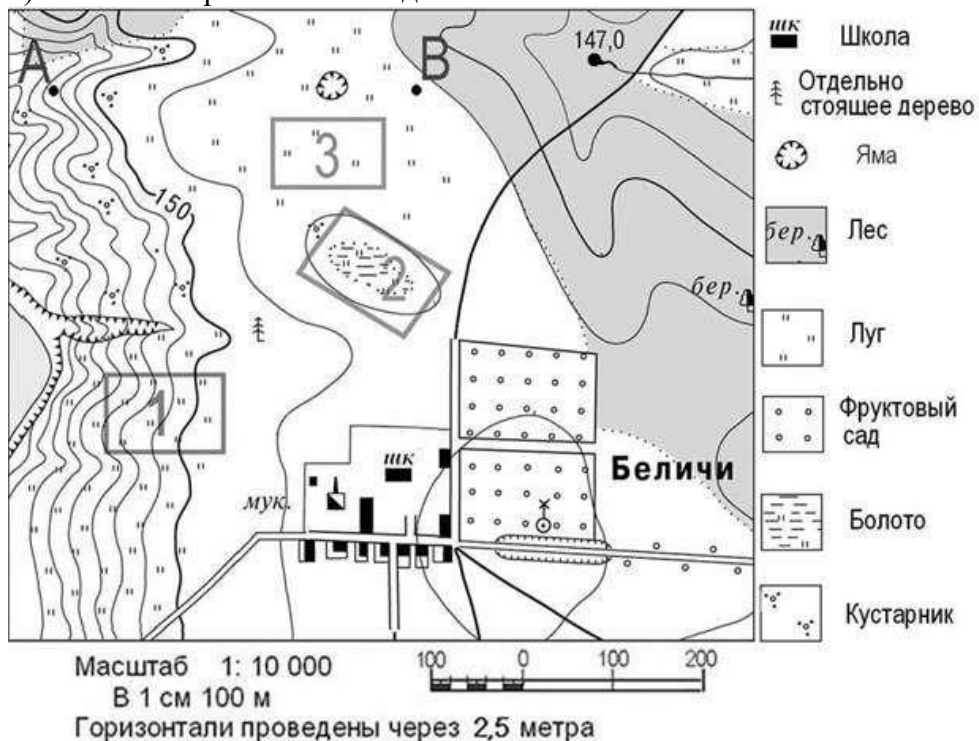 A
B
147,0
3
150
2
1
бер.
Беличи
шк
мук.
шк
Школа
Отдельно
стоящее дерево
Яма
бер.
Лес
Луг
Фруктовый
сад
Болото
Кустарник
Масштаб 1: 10 000
В 1 см 100 м
Горизонтали проведены через 2,5 метра
100 0 100 200